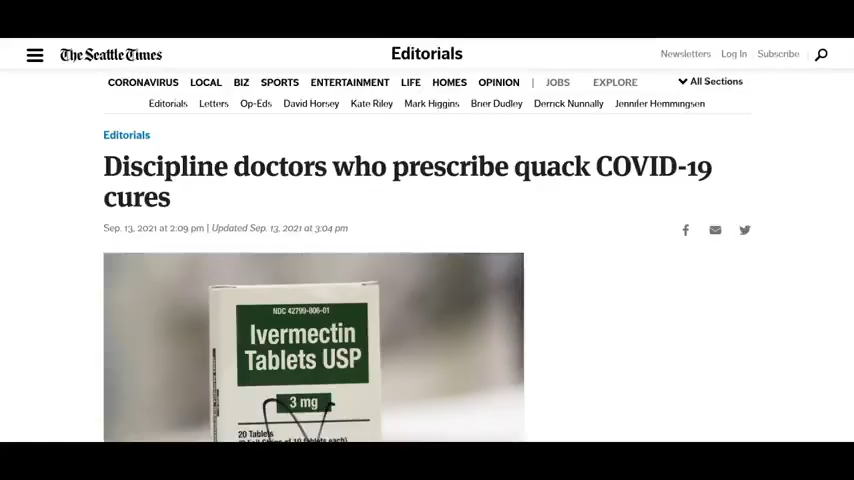 The Seattle Times
Editorials
Newsletters Log In Subscribe
CORONAVIRUS LOCAL BIZ SPORTS ENTERTAINMENT LIFE HOMES OPINION | JOBS EXPLORE All Sections
Editorials Letters Op-Eds David Horsey Kate Riley Mark Higgins Brier Dudley Derrick Nunnally Jennifer Hemmingsen
Editorials
Discipline doctors who prescribe quack COVID-19
cures
Sep. 13, 2021 at 2:09 pm | Updated Sep. 13, 2021 at 3:04 pm
NDC 42799-806-01
Ivermectin
Tablets USP
3 mg
20 Tablets